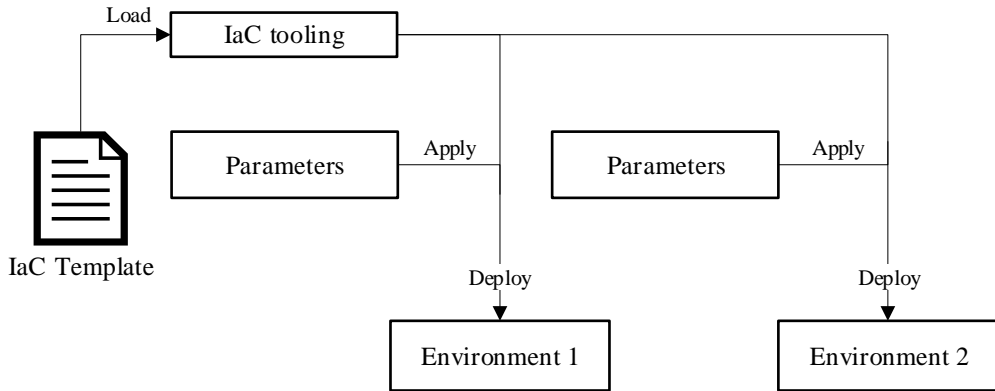 Load
IaC tooling
Parameters
Apply
Parameters
Apply
IaC Template
Deploy
Deploy
Environment 1
Environment 2